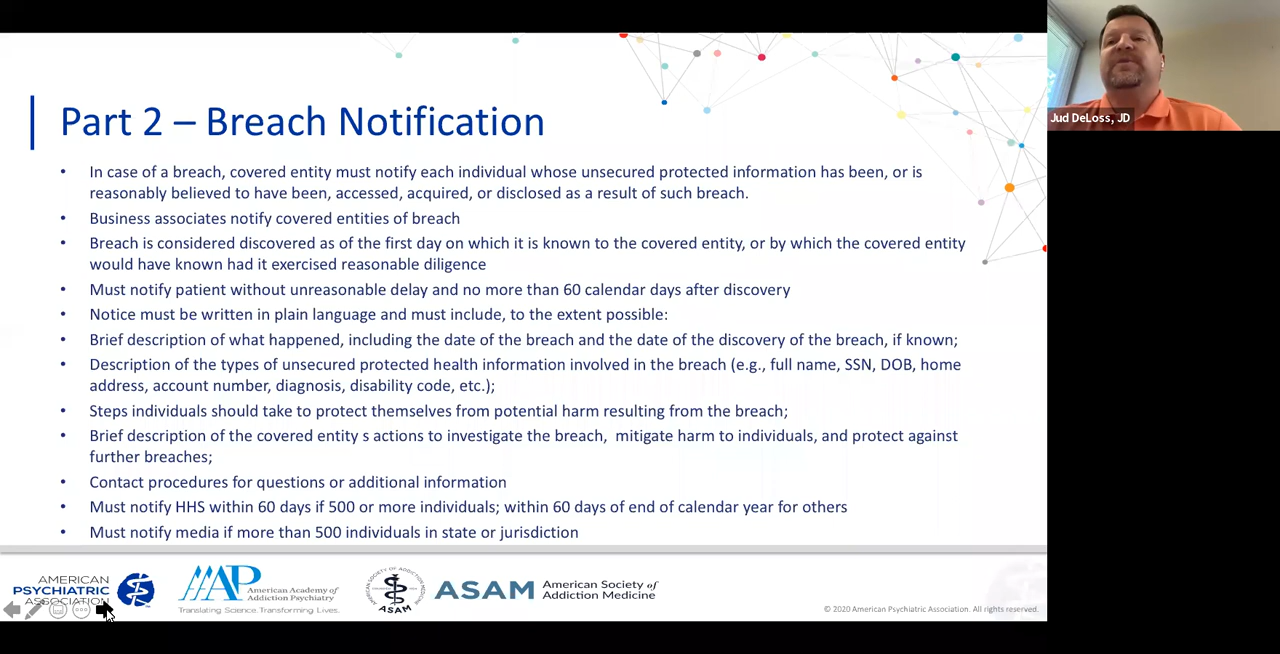 Part 2 – Breach Notification
• In case of a breach, covered entity must notify each individual whose unsecured protected information has been, or is
reasonably believed to have been, accessed, acquired, or disclosed as a result of such breach.
• Business associates notify covered entities of breach
• Breach is considered discovered as of the first day on which it is known to the covered entity, or by which the covered entity
would have known had it exercised reasonable diligence
• Must notify patient without unreasonable delay and no more than 60 calendar days after discovery
• Notice must be written in plain language and must include, to the extent possible:
• Brief description of what happened, including the date of the breach and the date of the discovery of the breach, if known;
• Description of the types of unsecured protected health information involved in the breach (e.g., full name, SSN, DOB, home
address, account number, diagnosis, disability code, etc.);
• Steps individuals should take to protect themselves from potential harm resulting from the breach;
• Brief description of the covered entity s actions to investigate the breach, mitigate harm to individuals, and protect against
further breaches;
• Contact procedures for questions or additional information
• Must notify HHS within 60 days if 500 or more individuals; within 60 days of end of calendar year for others
• Must notify media if more than 500 individuals in state or jurisdiction
Jud DeLoss, JD
AMERICAN
PSYCHIATRIC
ASSOCIATION
AAAP
American Academy of
Addiction Psychiatry
Translating Science. Transforming Lives.
AMERICAN SOCIETY OF ADDICTION MEDICINE
ASAM
ASAM
American Society of
Addiction Medicine
© 2020 American Psychiatric Association. All rights reserved.